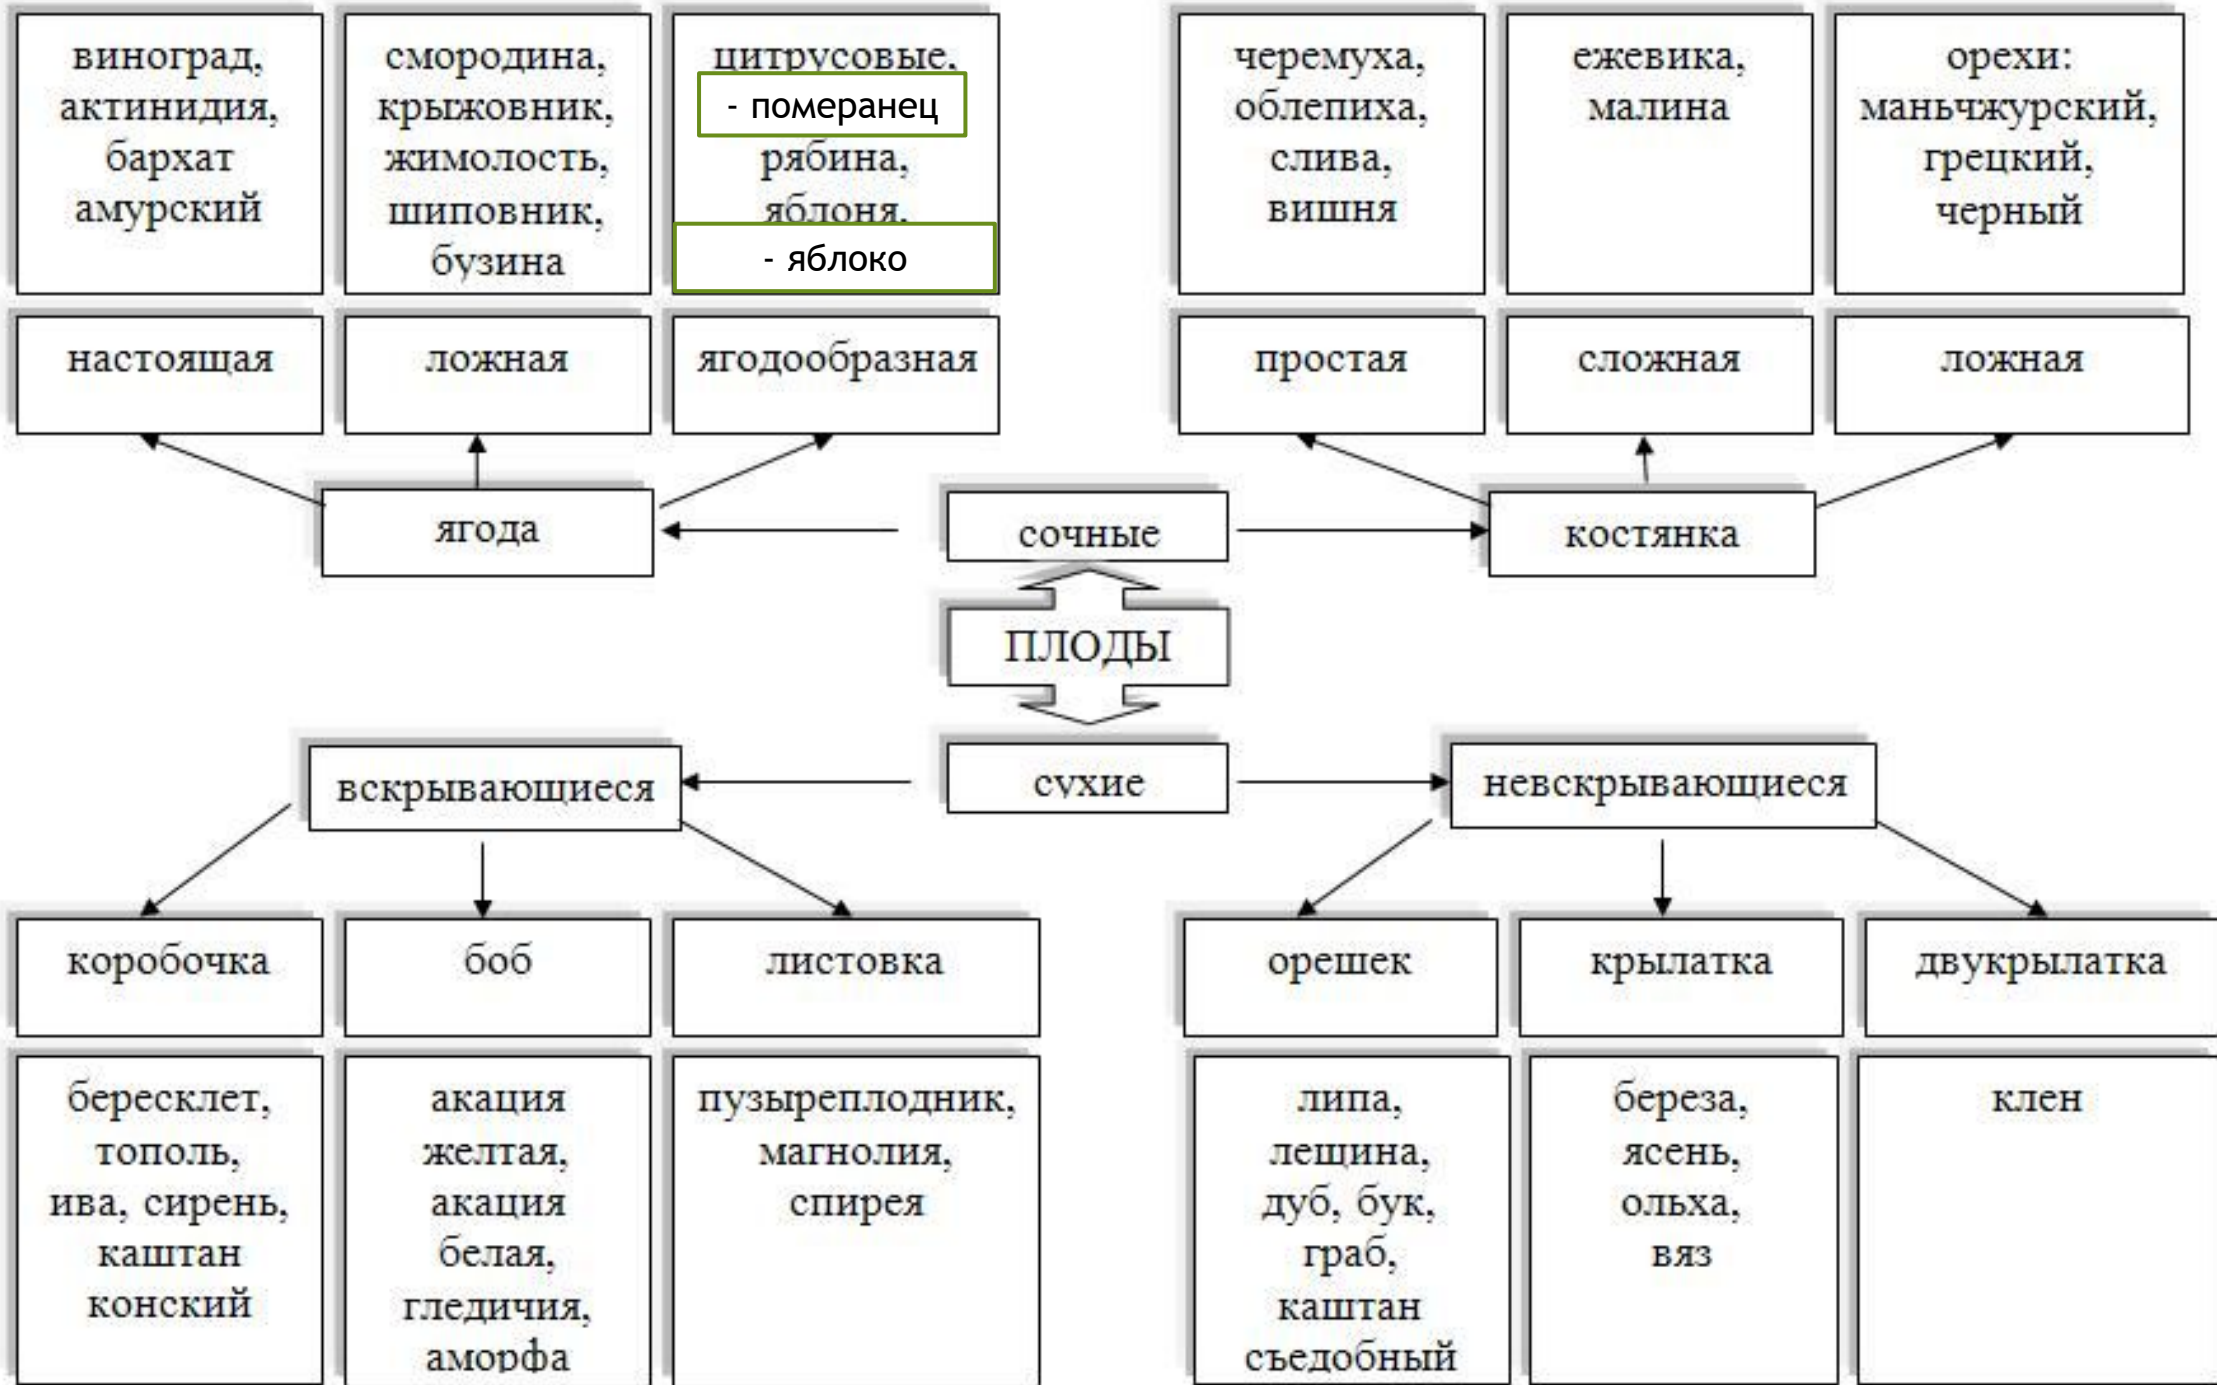 виноград,
актинидия,
бархат
амурский
смородина,
крыжовник,
жимолость,
шиповник,
бузина
цитрусовые,
- померанец
рябина,
яблоня,
- яблоко
черемуха,
облепиха,
слива,
вишня
ежевика,
малина
орехи:
маньчжурский,
грецкий,
черный
настоящая
ложная
ягодообразная
простая
сложная
ложная
ягода
сочные
костянка
ПЛОДЫ
вскрывающиеся
сухие
невскрывающиеся
коробочка
боб
листовка
орешек
крылатка
двукрылатка
бересклет,
тополь,
ива, сирень,
каштан
конский
акация
желтая,
акация
белая,
гледичия,
аморфа
пузыреплодник,
магнолия,
спирея
липа,
лещина,
дуб, бук,
граб,
каштан
съедобный
береза,
ясень,
ольха,
вяз
клен